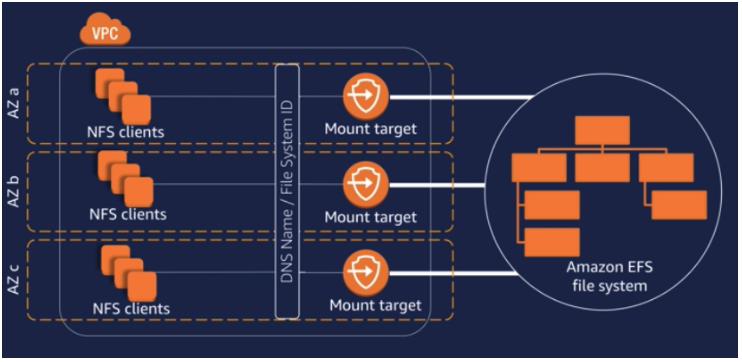 VPC
AZ a
NFS clients
Mount target
AZ b
NFS clients
Mount target
AZ c
NFS clients
Mount target
DNS Name / File System ID
Amazon EFS
file system